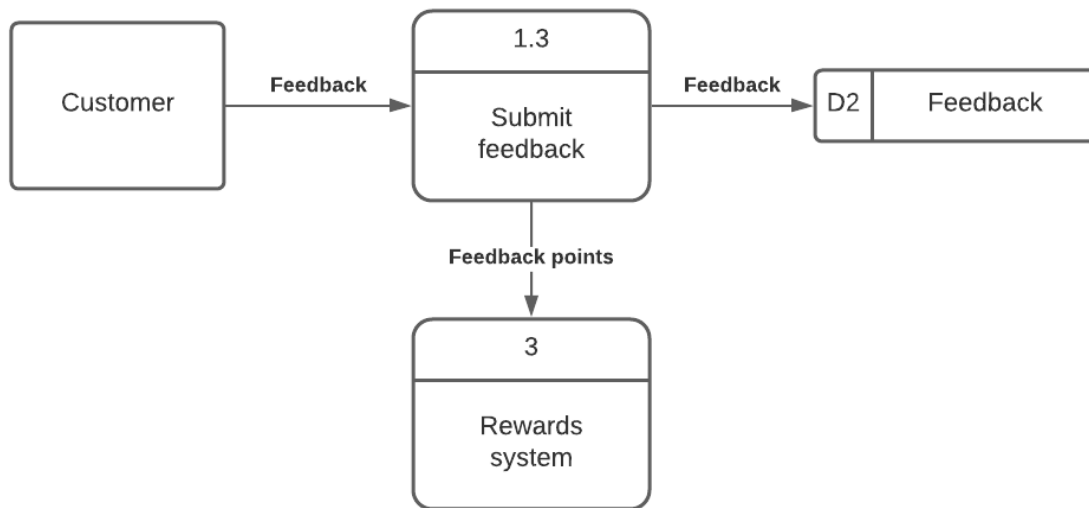 1.3
Customer
Feedback
Submit
feedback
Feedback
D2
Feedback
Feedback points
3
Rewards
system